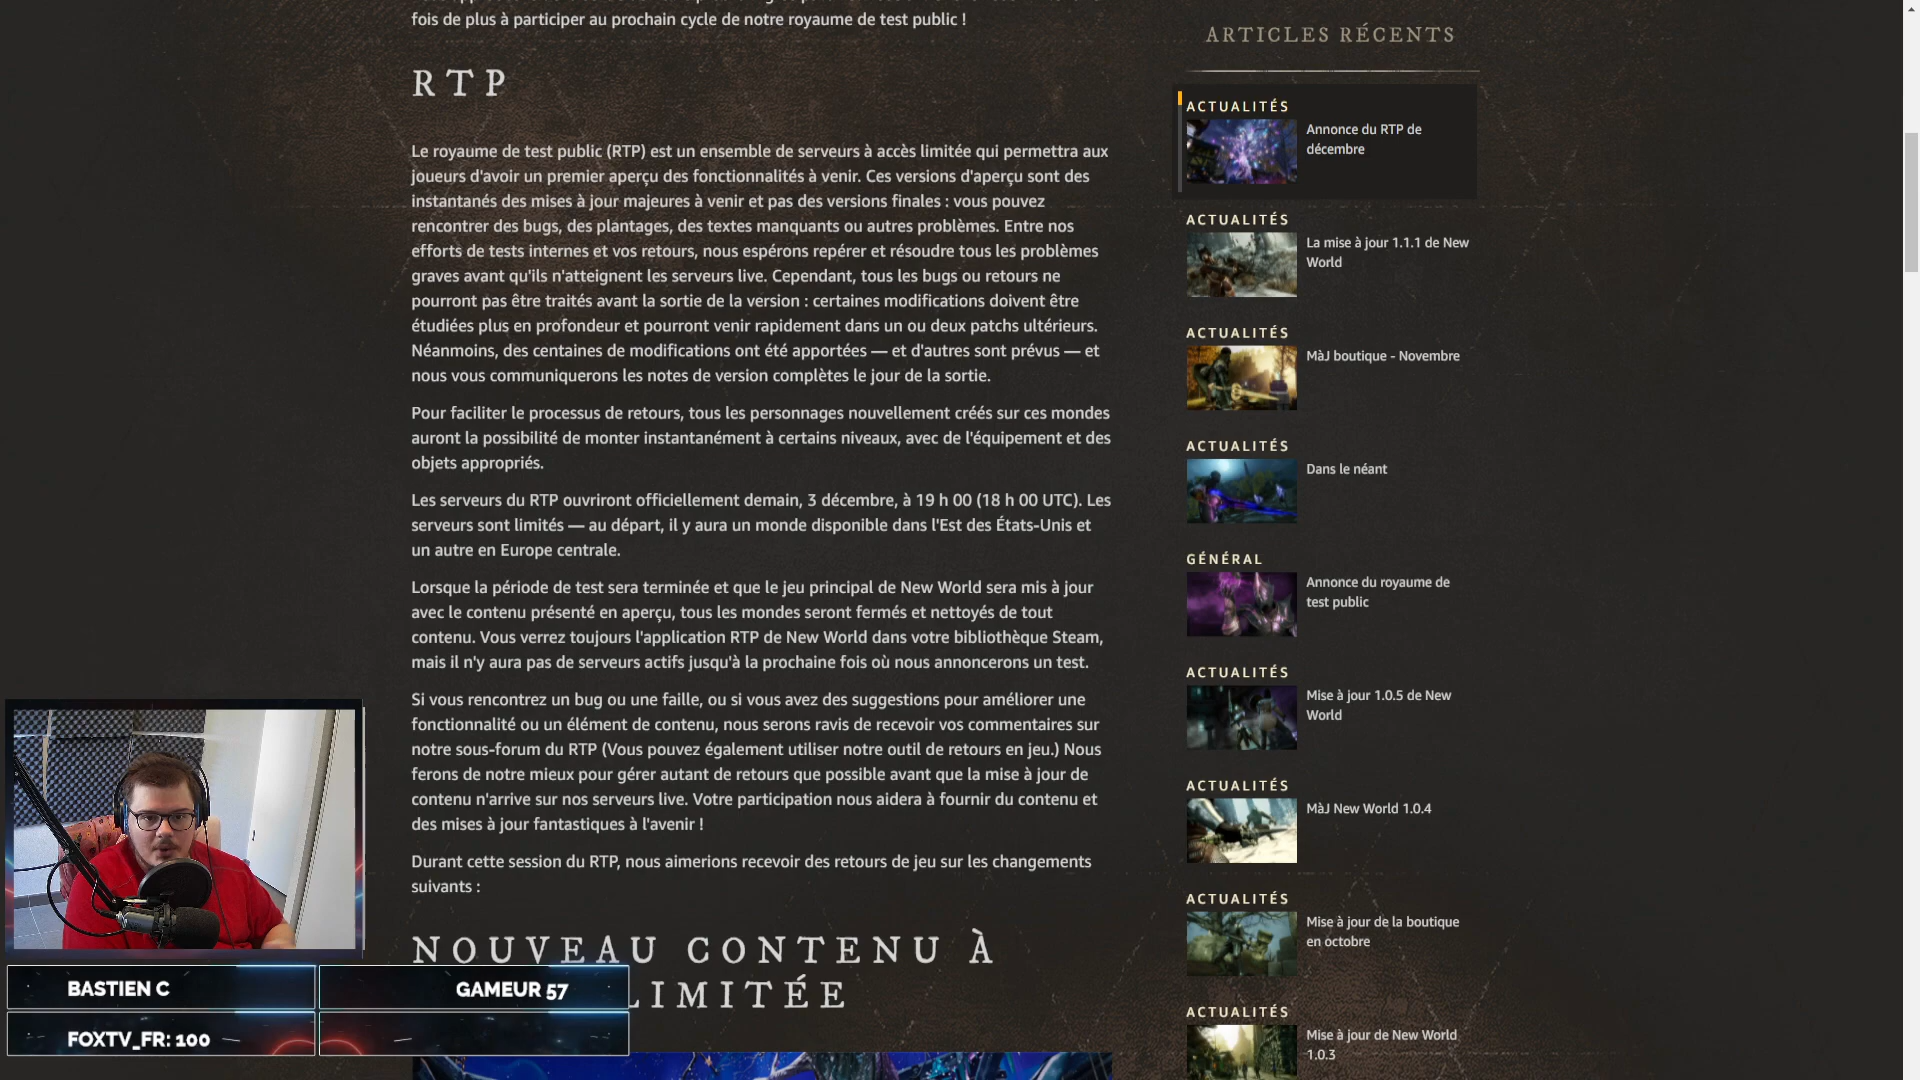 fois de plus à participer au prochain cycle de notre royaume de test public !
RTP
Le royaume de test public (RTP) est un ensemble de serveurs à accès limitée qui permettra aux
joueurs d'avoir un premier aperçu des fonctionnalités à venir. Ces versions d'aperçu sont des
instantanés des mises à jour majeures à venir et pas des versions finales : vous pouvez
rencontrer des bugs, des plantages, des textes manquants ou autres problèmes. Entre nos
efforts de tests internes et vos retours, nous espérons repérer et résoudre tous les problèmes
graves avant qu'ils n'atteignent les serveurs live. Cependant, tous les bugs ou retours ne
pourront pas être traités avant la sortie de la version : certaines modifications doivent être
étudiées plus en profondeur et pourront venir rapidement dans un ou deux patchs ultérieurs.
Néanmoins, des centaines de modifications ont été apportées — et d'autres sont prévus — et
nous vous communiquerons les notes de version complètes le jour de la sortie.
Pour faciliter le processus de retours, tous les personnages nouvellement créés sur ces mondes
auront la possibilité de monter instantanément à certains niveaux, avec de l'équipement et des
objets appropriés.
Les serveurs du RTP ouvriront officiellement demain, 3 décembre, à 19 h 00 (18 h 00 UTC). Les
serveurs sont limités — au départ, il y aura un monde disponible dans l'Est des États-Unis et
un autre en Europe centrale.
Lorsque la période de test sera terminée et que le jeu principal de New World sera mis à jour
avec le contenu présenté en aperçu, tous les mondes seront fermés et nettoyés de tout
contenu. Vous verrez toujours l'application RTP de New World dans votre bibliothèque Steam,
mais il n'y aura pas de serveurs actifs jusqu'à la prochaine fois où nous annoncerons un test.
Si vous rencontrez un bug ou une faille, ou si vous avez des suggestions pour améliorer une
fonctionnalité ou un élément de contenu, nous serons ravis de recevoir vos commentaires sur
notre sous-forum du RTP (Vous pouvez également utiliser notre outil de retours en jeu.) Nous
ferons de notre mieux pour gérer autant de retours que possible avant que la mise à jour de
contenu n'arrive sur nos serveurs live. Votre participation nous aidera à fournir du contenu et
des mises à jour fantastiques à l'avenir !
Durant cette session du RTP, nous aimerions recevoir des retours de jeu sur les changements
suivants :
NOUVEAU CONTENU À
LIMITÉE
ARTICLES RÉCENTS
ACTUALITÉS
Annonce du RTP de
décembre
ACTUALITÉS
La mise à jour 1.1.1 de New
World
ACTUALITÉS
MàJ boutique - Novembre
ACTUALITÉS
Dans le néant
GÉNÉRAL
Annonce du royaume de
test public
ACTUALITÉS
Mise à jour 1.0.5 de New
World
ACTUALITÉS
MàJ New World 1.0.4
ACTUALITÉS
Mise à jour de la boutique
en octobre
ACTUALITÉS
Mise à jour de New World
1.0.3
BASTIEN C
GAMEUR 57
FOXTV_FR: 100